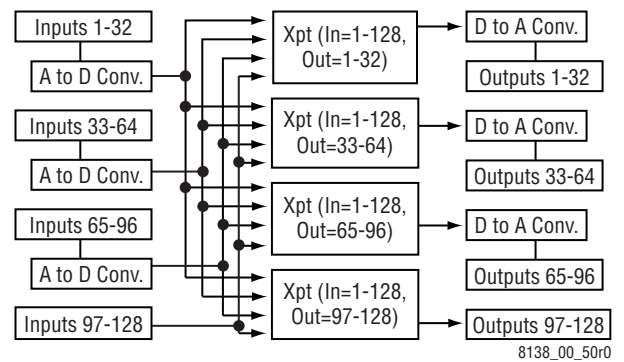 Inputs 1-32
A to D Conv.
Inputs 33-64
A to D Conv.
Inputs 65-96
A to D Conv.
Inputs 97-128
Xpt (In=1-128,
Out=1-32)
Xpt (In=1-128,
Out=33-64)
Xpt (In=1-128,
Out=65-96)
Xpt (In=1-128,
Out=97-128)
D to A Conv.
Outputs 1-32
D to A Conv.
Outputs 33-64
D to A Conv.
Outputs 65-96
Outputs 97-128
8138_00_50r0